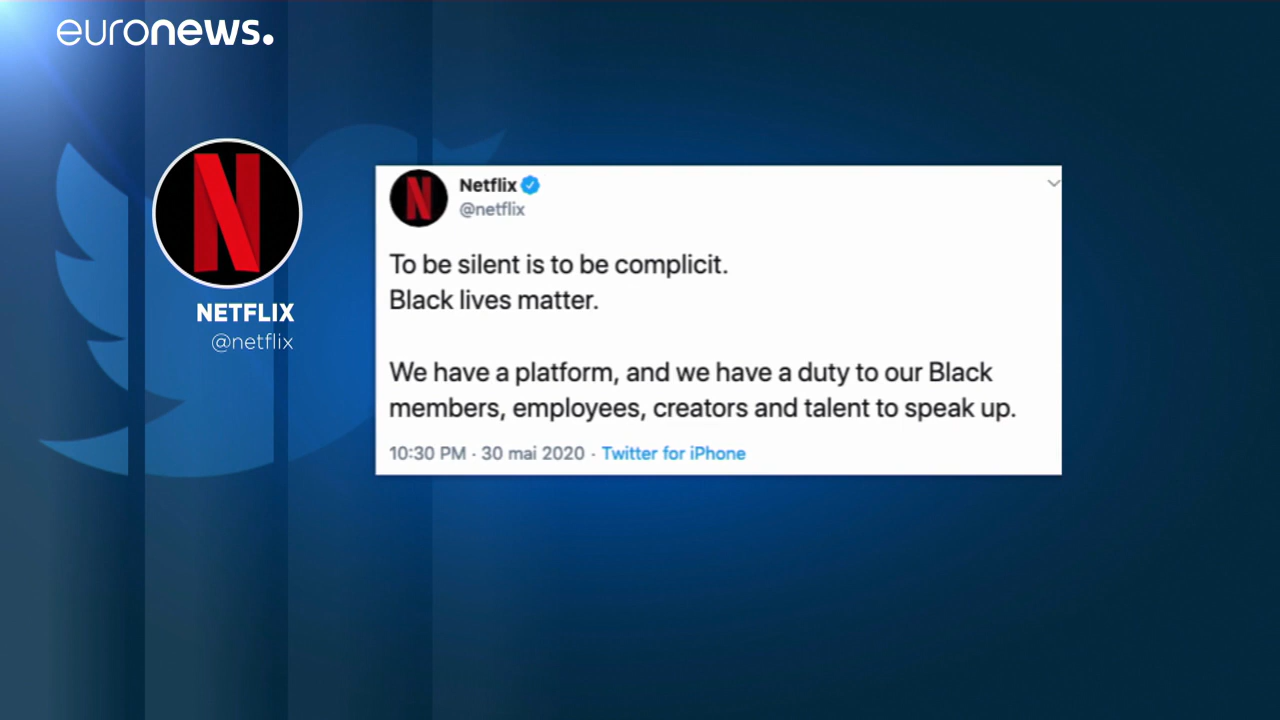 euronews.
NETFLIX
@netflix
Netflix
@netflix
To be silent is to be complicit.
Black lives matter.
We have a platform, and we have a duty to our Black
members, employees, creators and talent to speak up.
10:30 PM · 30 mai 2020 · Twitter for iPhone